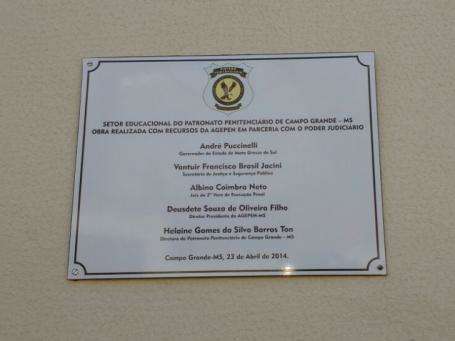 SETOR EDUCACIONAL DO PATRONATO PENITENCIÁRIO DE CAMPO GRANDE - MS
OBRA REALIZADA COM RECURSOS DA AGEPEN EM PARCERIA COM O PODER JUDICIÁRIO
André Puccinelli
Governador do Estado de Mato Grosso do Sul
Vantuir Francisco Brasil Jacini
Secretário de Justiça e Segurança Pública
Albino Coimbra Neto
Juiz da 2ª Vara de Execução Penal
Deusdete Souza de Oliveira Filho
Diretor Presidente da AGEPEN-MS
Helaine Gomes da Silva Barros Ton
Diretora do Patronato Penitenciário de Campo Grande - MS
Campo Grande-MS, 23 de Abril de 2014.